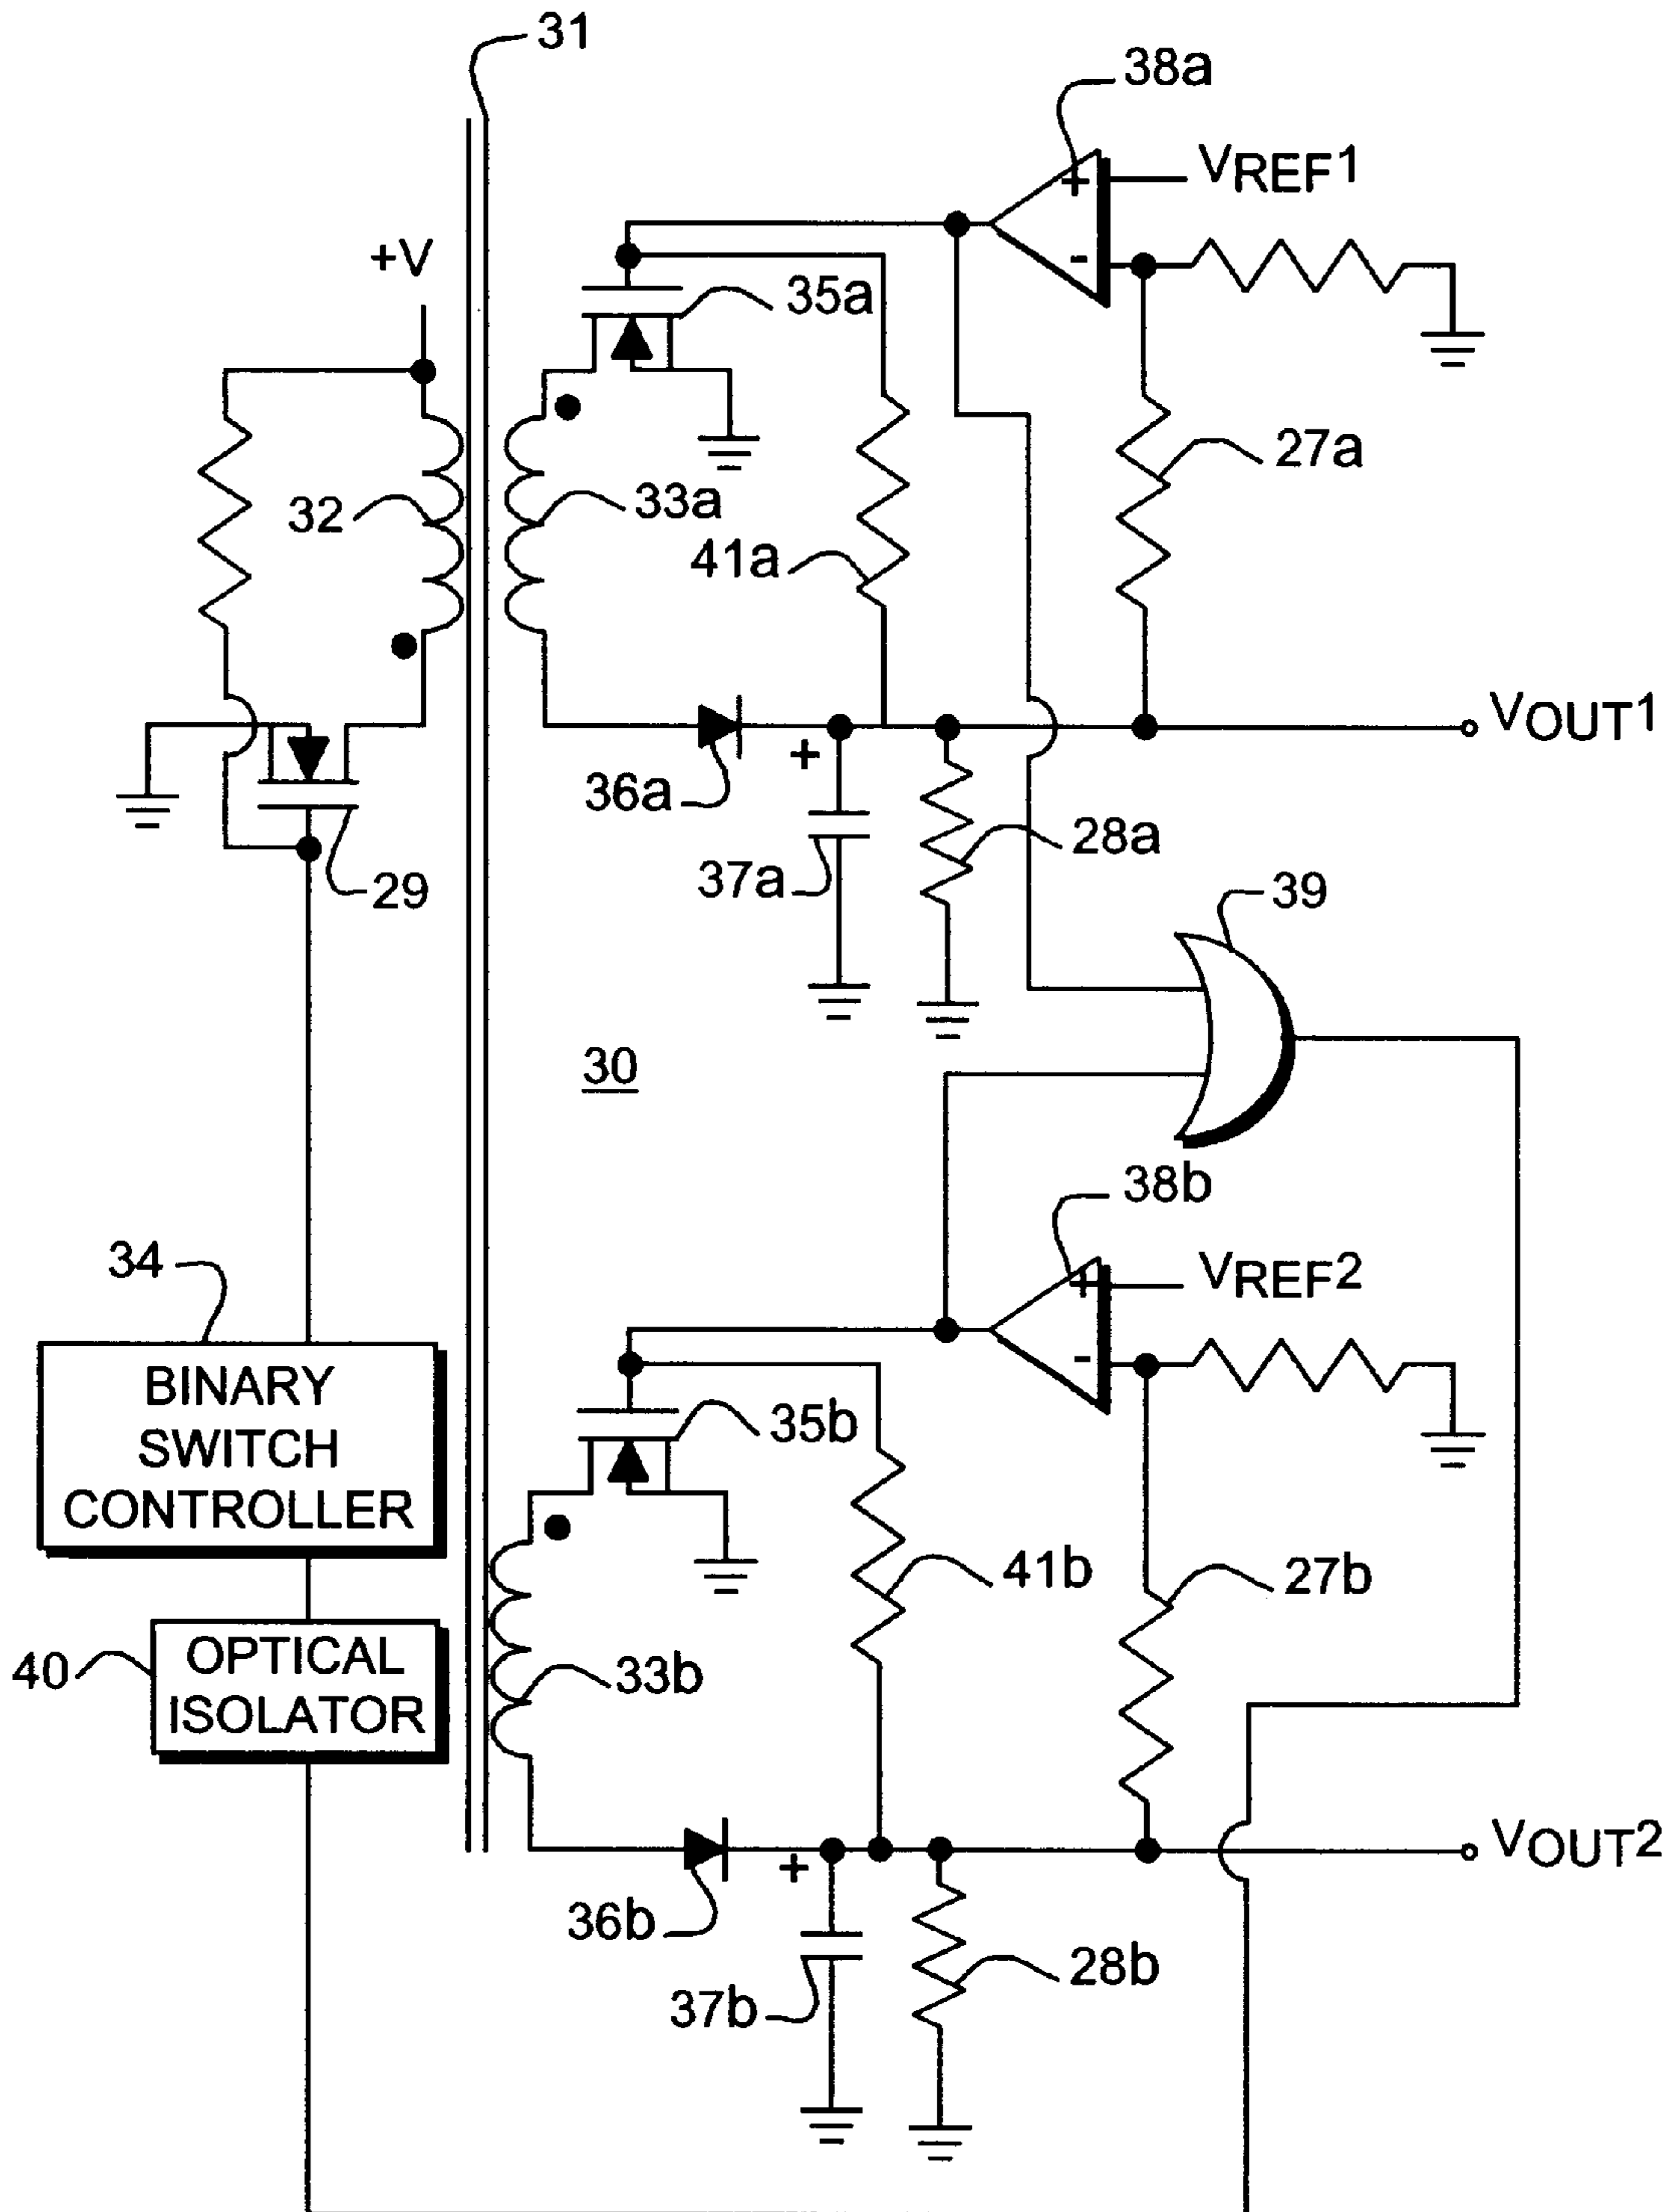 31
38a
VREF1
+V
+
-
35a
27a
32
33a
41a
VOUT1
+
36a
28a
37a
29
39
30
38b
34
VREF2
+
-
BINARY
SWITCH
CONTROLLER
35b
41b
27b
OPTICAL
ISOLATOR
40
33b
VOUT2
+
36b
28b
37b